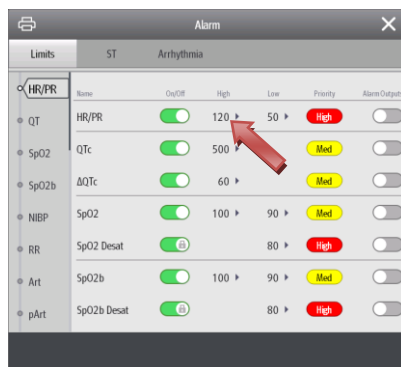 Alarm
Limits ST Arrhythmia
HR/PR
QT
SpO2
SpO2b
NIBP
RR
Art
pArt
Name On/Off High Low Priority Alarm Outputs
HR/PR 120 50 High
QTc 500 Med
ΔQTc 60 Med
SpO2 100 90 Med
SpO2 Desat 80 High
SpO2b 100 90 Med
SpO2b Desat 80 High